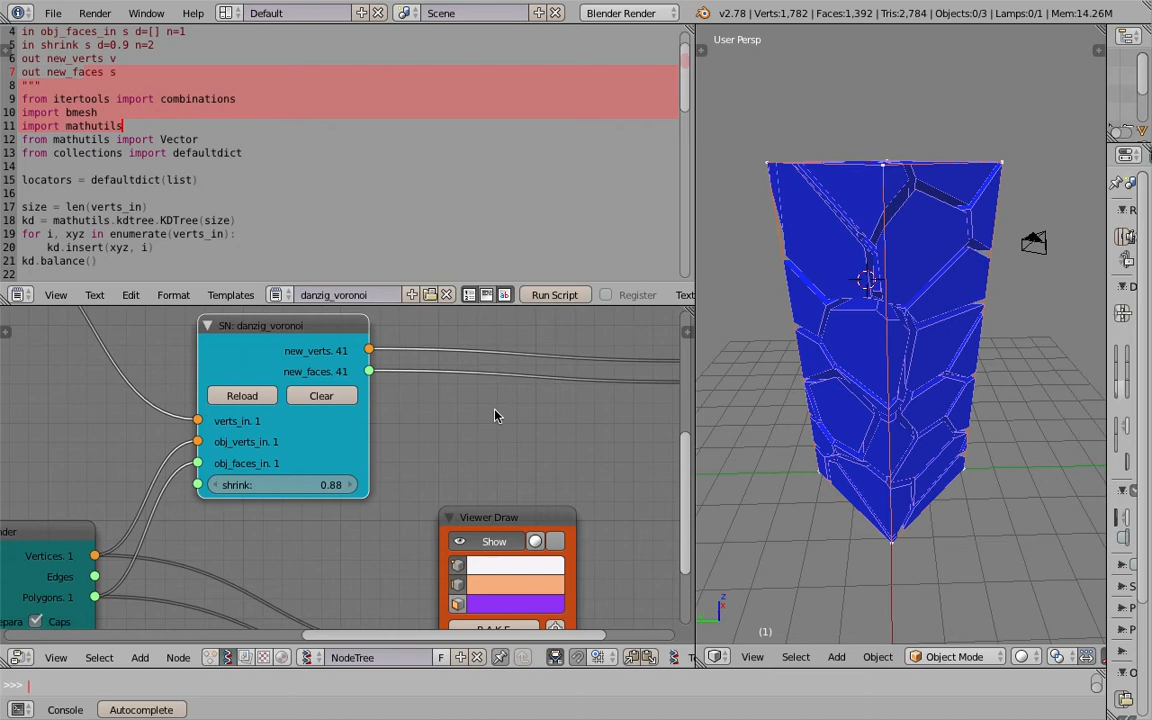 File Render Window Help Default Scene Blender Render v2.78 | Verts:1,782 | Faces:1,392 | Tris:2,784 | Objects:0/3 | Lamps:0/1 | Mem:14.26M
4 in obj_faces_in s d=[] n=1
5 in shrink s d=0.9 n=2
6 out new_verts v
7 out new_faces s
8 """
9 from itertools import combinations
10 import bmesh
11 import mathutils
12 from mathutils import Vector
13 from collections import defaultdict
14
15 locators = defaultdict(list)
16
17 size = len(verts_in)
18 kd = mathutils.kdtree.KDTree(size)
19 for i, xyz in enumerate(verts_in):
20 kd.insert(xyz, i)
21 kd.balance()
22
View Text Edit Format Templates danzig_voronoi Run Script Register Text
SN: danzig_voronoi
new_verts. 41
new_faces. 41
Reload Clear
verts_in. 1
obj_verts_in. 1
obj_faces_in. 1
shrink: 0.88
Vertices. 1
Edges
Polygons. 1
Caps
Viewer Draw
Show
B A K E
View Select Add Node NodeTree F
User Persp
z
x
(1)
View Select Add Object Object Mode
>>>
Console Autocomplete